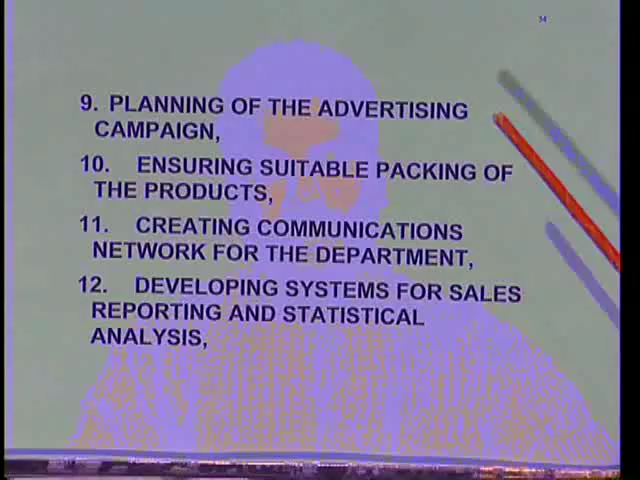 34
9. PLANNING OF THE ADVERTISING
CAMPAIGN,
10. ENSURING SUITABLE PACKING OF
THE PRODUCTS,
11. CREATING COMMUNICATIONS
NETWORK FOR THE DEPARTMENT,
12. DEVELOPING SYSTEMS FOR SALES
REPORTING AND STATISTICAL
ANALYSIS,